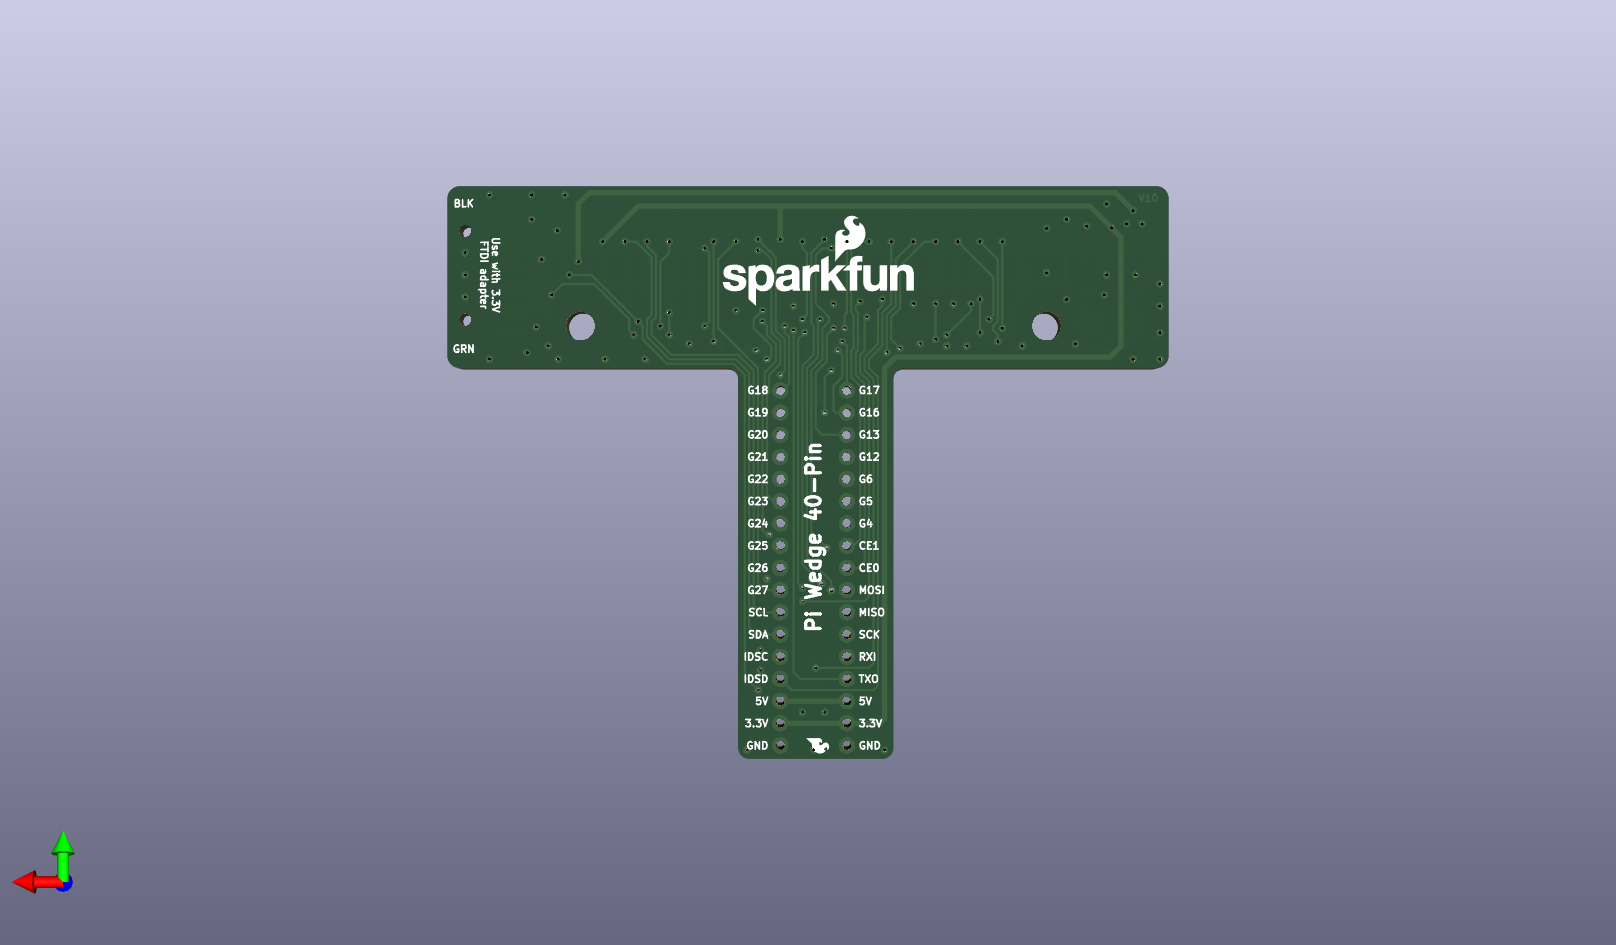 BLK
V10
Use with 3.3V
FTDI adapter
sparkfun
GRN
G18 G17
G19 G16
G20 G13
G21 G12
G22 G6
G23 G5
G24 G4
G25 CE1
G26 CE0
G27 MOSI
SCL MISO
SDA SCK
IDSC RXI
IDSD TXO
5V 5V
3.3V 3.3V
GND GND
Pi Wedge 40-Pin